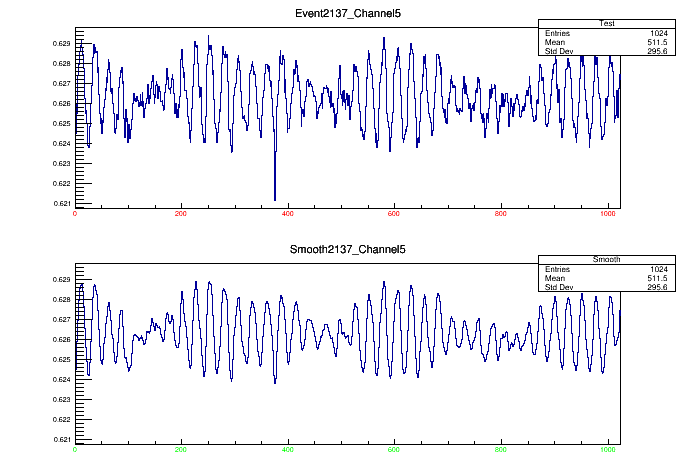 Event2137_Channel5
Test
Entries 1024
Mean 511.5
Std Dev 295.6
0.629
0.628
0.627
0.626
0.625
0.624
0.623
0.622
0.621
0 200 400 600 800 1000
Smooth2137_Channel5
Smooth
Entries 1024
Mean 511.5
Std Dev 295.6
0.629
0.628
0.627
0.626
0.625
0.624
0.623
0.622
0.621
0 200 400 600 800 1000